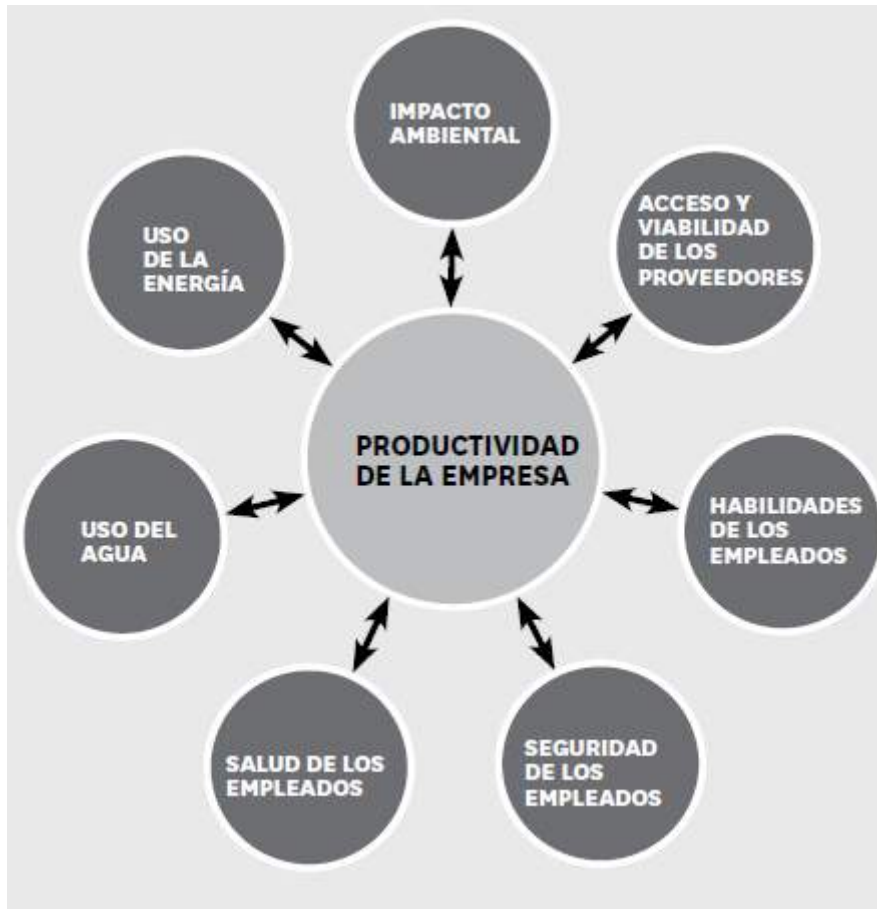 IMPACTO
AMBIENTAL
ACCESO Y
VIABILIDAD
DE LOS
PROVEEDORES
USO
DE LA
ENERGÍA
PRODUCTIVIDAD
DE LA EMPRESA
HABILIDADES
DE LOS
EMPLEADOS
USO DEL
AGUA
SEGURIDAD
DE LOS
EMPLEADOS
SALUD DE LOS
EMPLEADOS